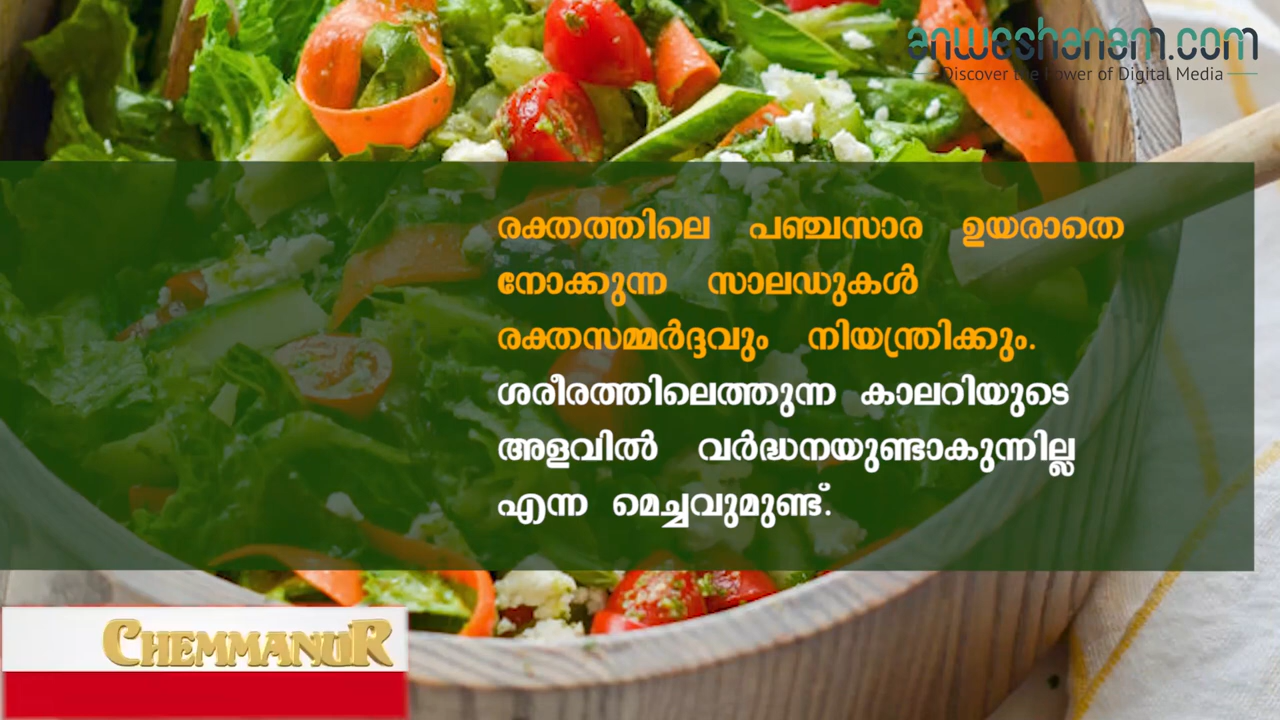 anweshanam.com
Discover the Power of Digital Media
രക്തത്തിലെ പഞ്ചസാര ഉയരാതെ
നോക്കുന്ന സാലഡുകൾ
രക്തസമ്മർദ്ദവും നിയന്ത്രിക്കും.
ശരീരത്തിലെത്തുന്ന കാലറിയുടെ
അളവിൽ വർദ്ധനയുണ്ടാകുന്നില്ല
എന്ന മെച്ചവുമുണ്ട്.
CHEMMANUR